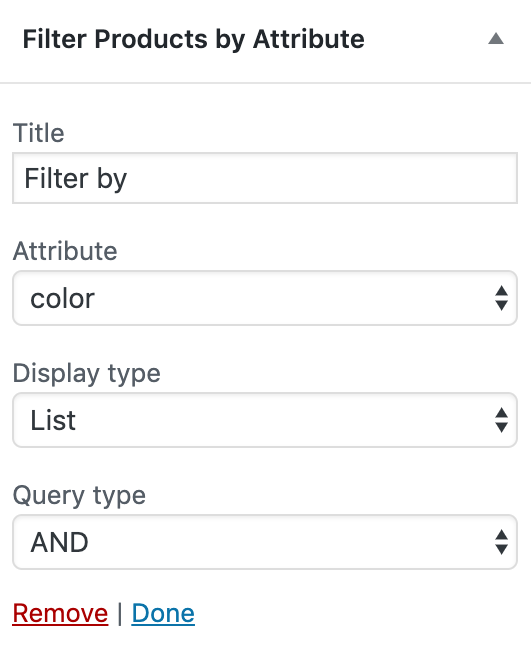 Filter Products by Attribute
Title
Filter by
Attribute
color
Display type
List
Query type
AND
Remove | Done